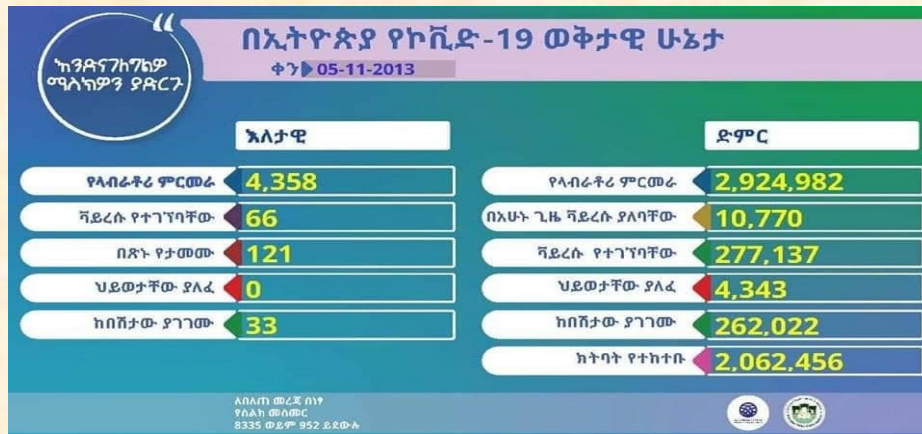 በኢትዮጵያ የኮቪድ-19 ወቅታዊ ሁኔታ
ቀን 05-11-2013
እንድናገለግልዎ
ማስክዎን ያድርጉ
እለታዊ
የላብራቶሪ ምርመራ 4,358
ቫይረሱ የተገኘባቸው 66
በጽኑ የታመሙ 121
ህይወታቸው ያለፈ 0
ከበሽታው ያገገሙ 33
ድምር
የላብራቶሪ ምርመራ 2,924,982
በአሁኑ ጊዜ ቫይረሱ ያለባቸው 10,770
ቫይረሱ የተገኘባቸው 277,137
ህይወታቸው ያለፈ 4,343
ከበሽታው ያገገሙ 262,022
ክትባት የተከተቡ 2,062,456
ለበለጠ መረጃ በነፃ
የስልክ መስመር
8335 ወይም 952 ይደውሉ